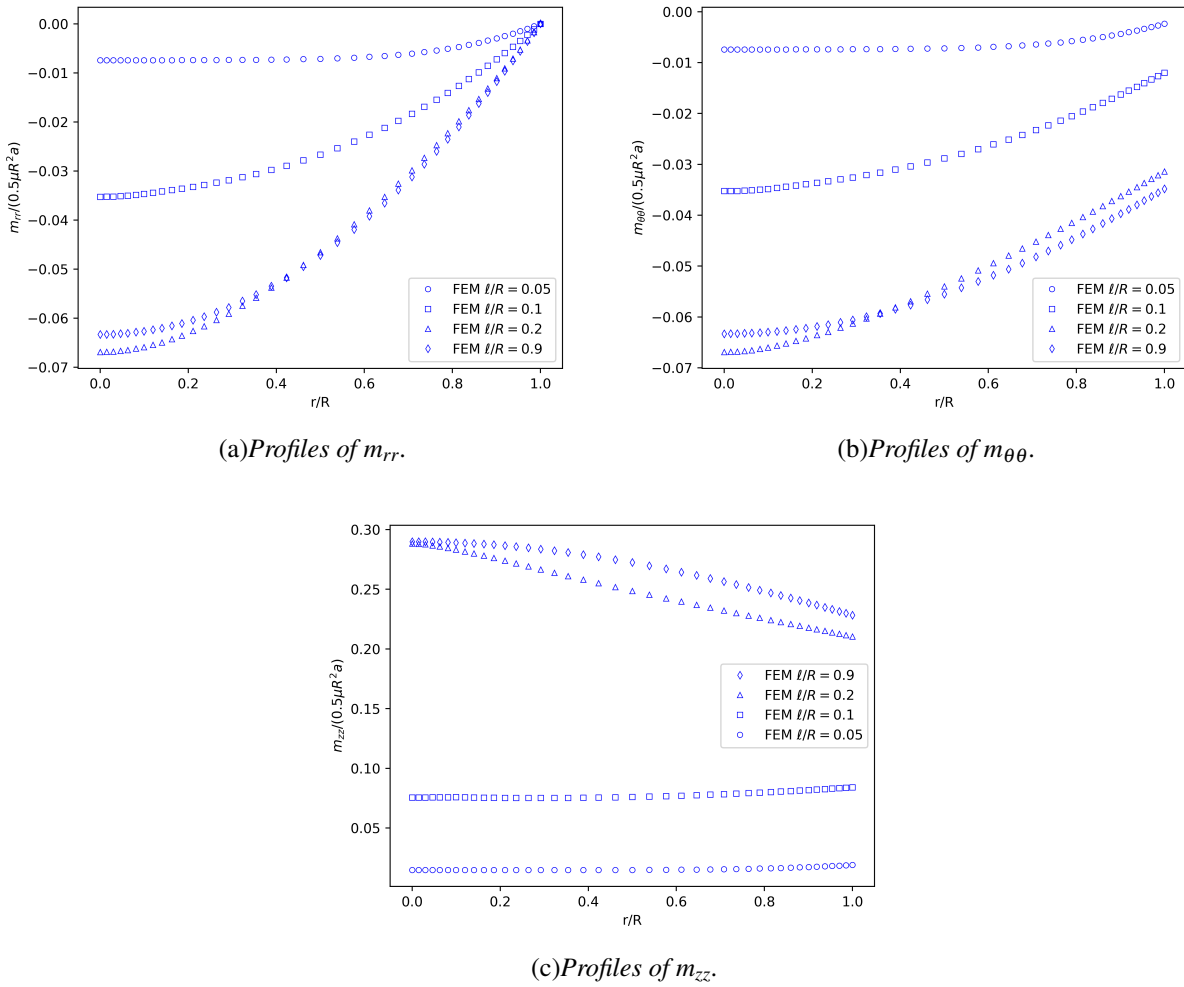 0.00
−0.01
−0.02
−0.03
−0.04
−0.05
−0.06
−0.07
m_rr/(0.5μR²a)
FEM ℓ/R = 0.05
FEM ℓ/R = 0.1
FEM ℓ/R = 0.2
FEM ℓ/R = 0.9
0.0 0.2 0.4 0.6 0.8 1.0
r/R
(a)Profiles of m_rr.
0.00
−0.01
−0.02
−0.03
−0.04
−0.05
−0.06
−0.07
m_θθ/(0.5μR²a)
FEM ℓ/R = 0.05
FEM ℓ/R = 0.1
FEM ℓ/R = 0.2
FEM ℓ/R = 0.9
0.0 0.2 0.4 0.6 0.8 1.0
r/R
(b)Profiles of m_θθ.
0.30
0.25
0.20
0.15
0.10
0.05
m_zz/(0.5μR²a)
FEM ℓ/R = 0.9
FEM ℓ/R = 0.2
FEM ℓ/R = 0.1
FEM ℓ/R = 0.05
0.0 0.2 0.4 0.6 0.8 1.0
r/R
(c)Profiles of m_zz.